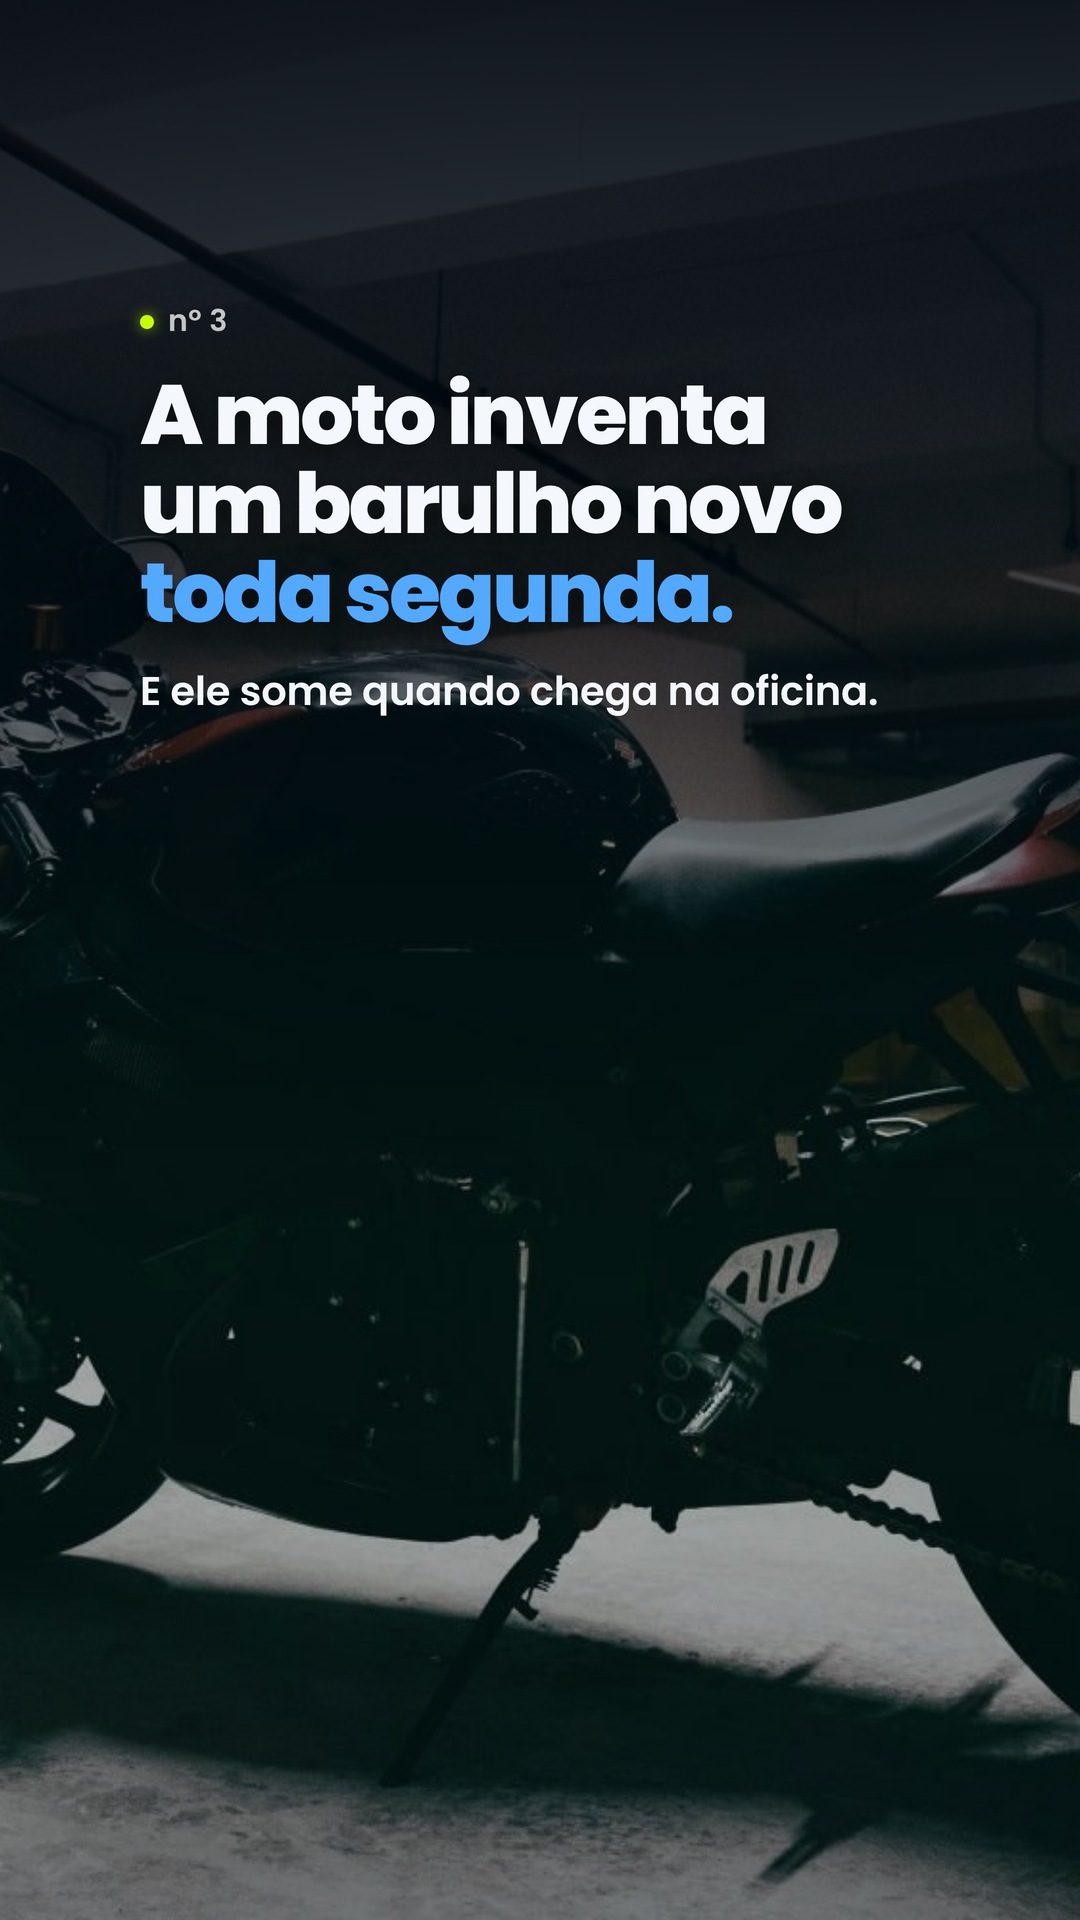 nº 3
A moto inventa
um barulho novo
toda segunda.
E ele some quando chega na oficina.